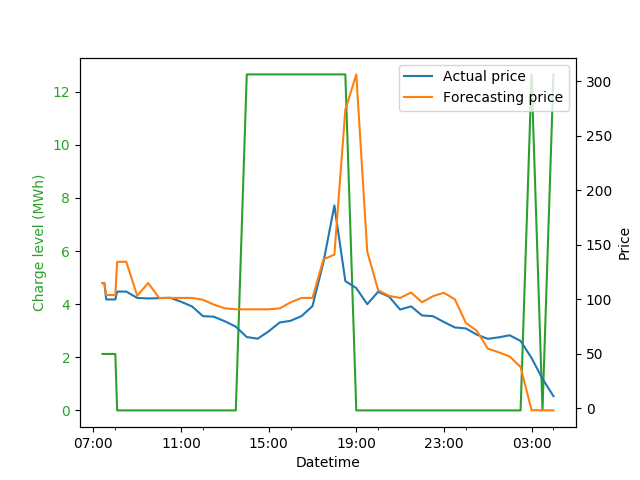 Actual price
Forecasting price
Charge level (MWh)
12
10
8
6
4
2
0
300
250
200
150
100
50
0
Price
07:00 11:00 15:00 19:00 23:00 03:00
Datetime